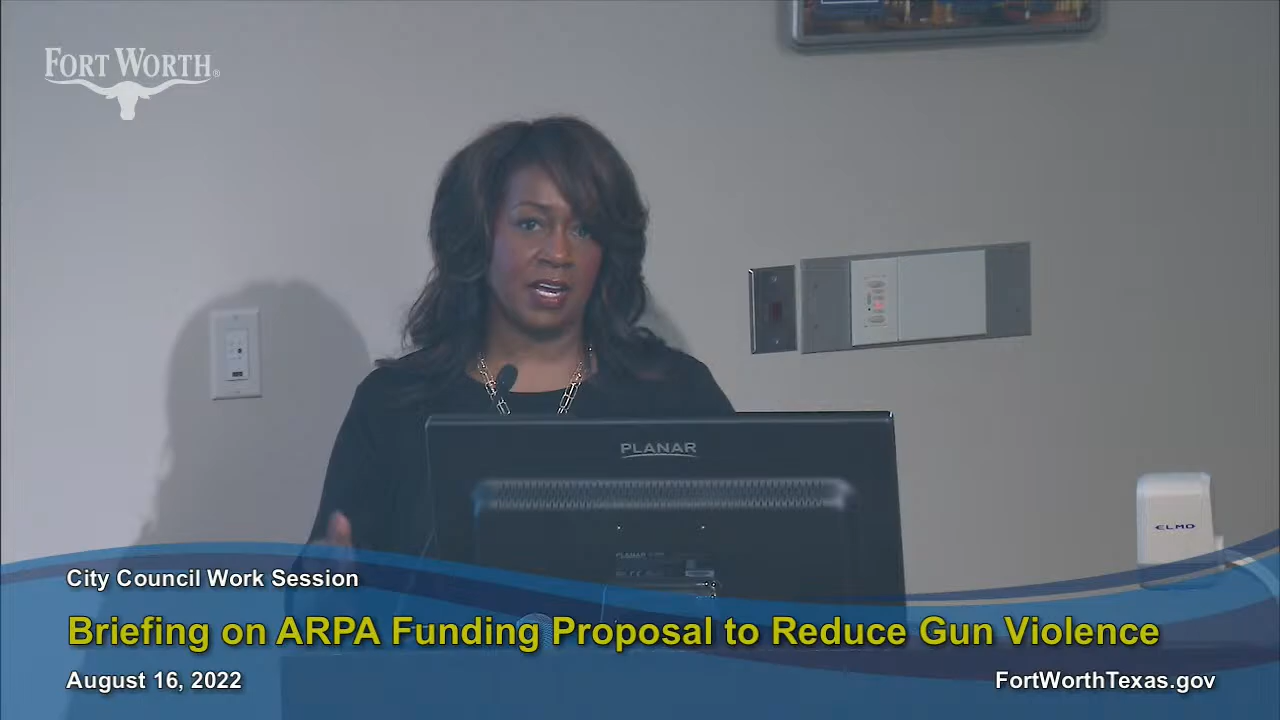 FORT WORTH®
PLANAR
PLANAR
ELMO
City Council Work Session
Briefing on ARPA Funding Proposal to Reduce Gun Violence
August 16, 2022
FortWorthTexas.gov